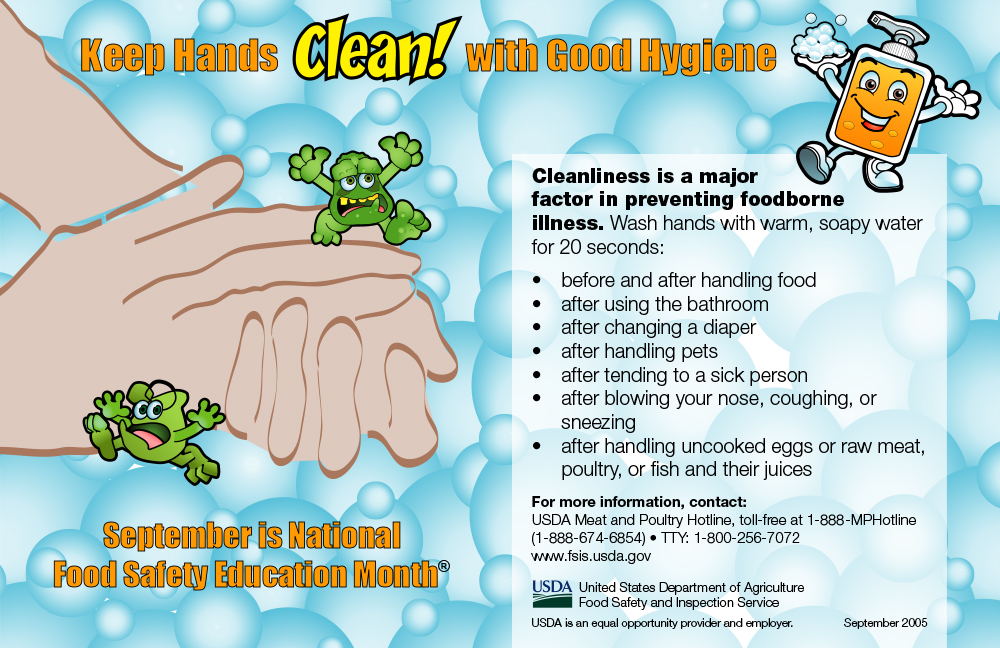 Keep Hands Clean! with Good Hygiene
Cleanliness is a major
factor in preventing foodborne
illness. Wash hands with warm, soapy water
for 20 seconds:
• before and after handling food
• after using the bathroom
• after changing a diaper
• after handling pets
• after tending to a sick person
• after blowing your nose, coughing, or
sneezing
• after handling uncooked eggs or raw meat,
poultry, or fish and their juices
For more information, contact:
USDA Meat and Poultry Hotline, toll-free at 1-888-MPHotline
(1-888-674-6854) • TTY: 1-800-256-7072
www.fsis.usda.gov
USDA United States Department of Agriculture
Food Safety and Inspection Service
USDA is an equal opportunity provider and employer. September 2005
September is National
Food Safety Education Month®